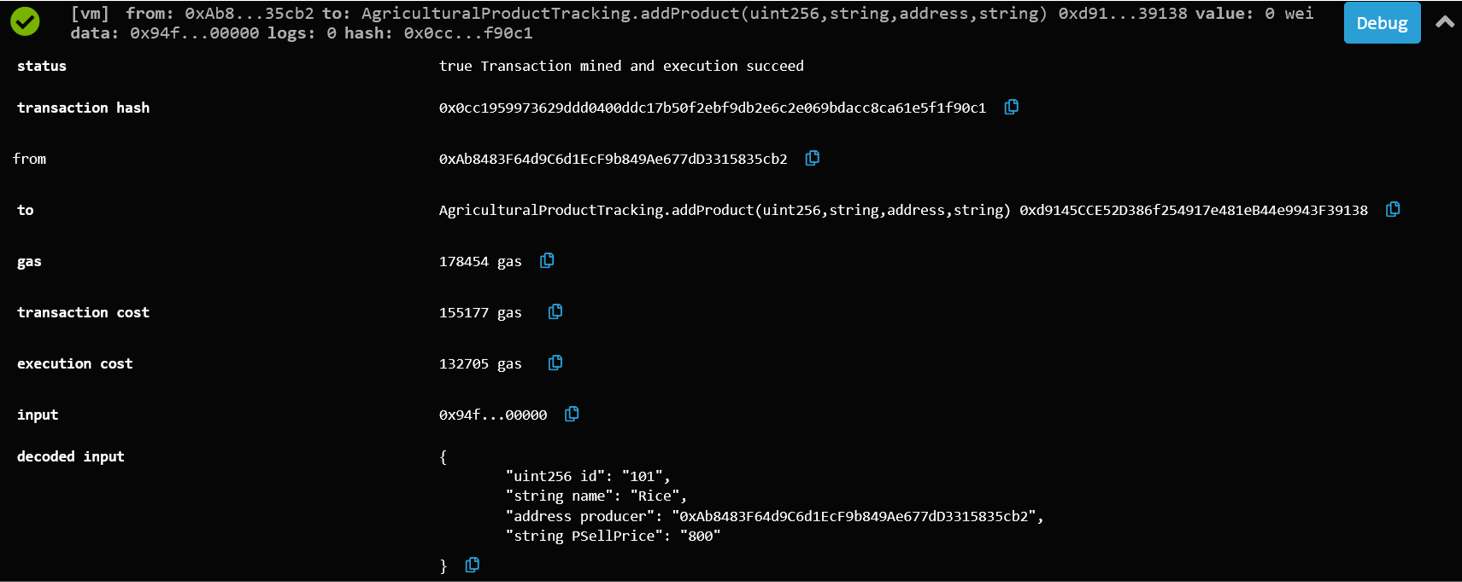 [vm] from: 0xAb8...35cb2 to: AgriculturalProductTracking.addProduct(uint256,string,address,string) 0xd91...39138 value: 0 wei
Debug
data: 0x94f...00000 logs: 0 hash: 0x0cc...f90c1
status true Transaction mined and execution succeed
transaction hash 0x0cc1959973629ddd0400ddc17b50f2ebf9db2e6c2e069bdacc8ca61e5f1f90c1
from 0xAb8483F64d9C6d1EcF9b849Ae677dD3315835cb2
to AgriculturalProductTracking.addProduct(uint256,string,address,string) 0xd9145CCE52D386f254917e481eB44e9943F39138
gas 178454 gas
transaction cost 155177 gas
execution cost 132705 gas
input 0x94f...00000
decoded input {
"uint256 id": "101",
"string name": "Rice",
"address producer": "0xAb8483F64d9C6d1EcF9b849Ae677dD3315835cb2",
"string PSellPrice": "800"
}